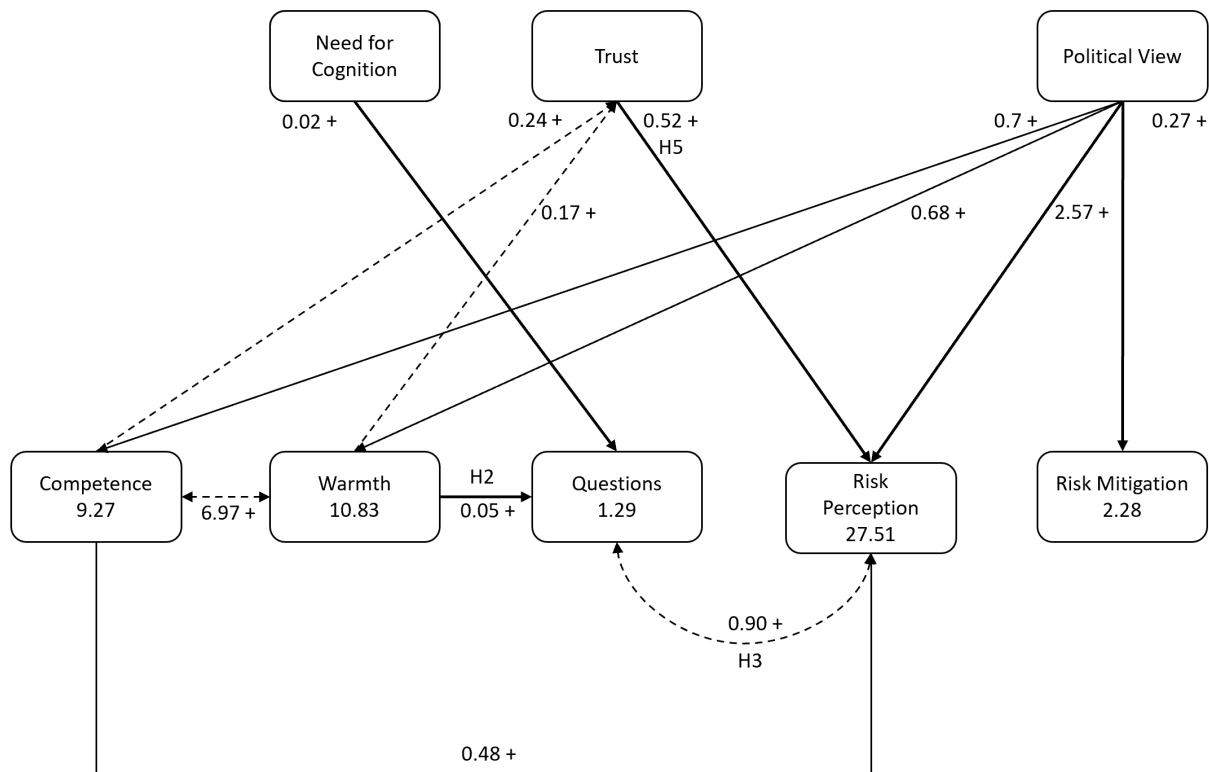 Need for
Cognition
Trust
Political View
0.02 +
0.24 +
0.52 +
H5
0.7 +
0.27 +
0.17 +
0.68 +
2.57 +
Competence
9.27
6.97 +
Warmth
10.83
H2
0.05 +
Questions
1.29
Risk
Perception
27.51
Risk Mitigation
2.28
0.90 +
H3
0.48 +